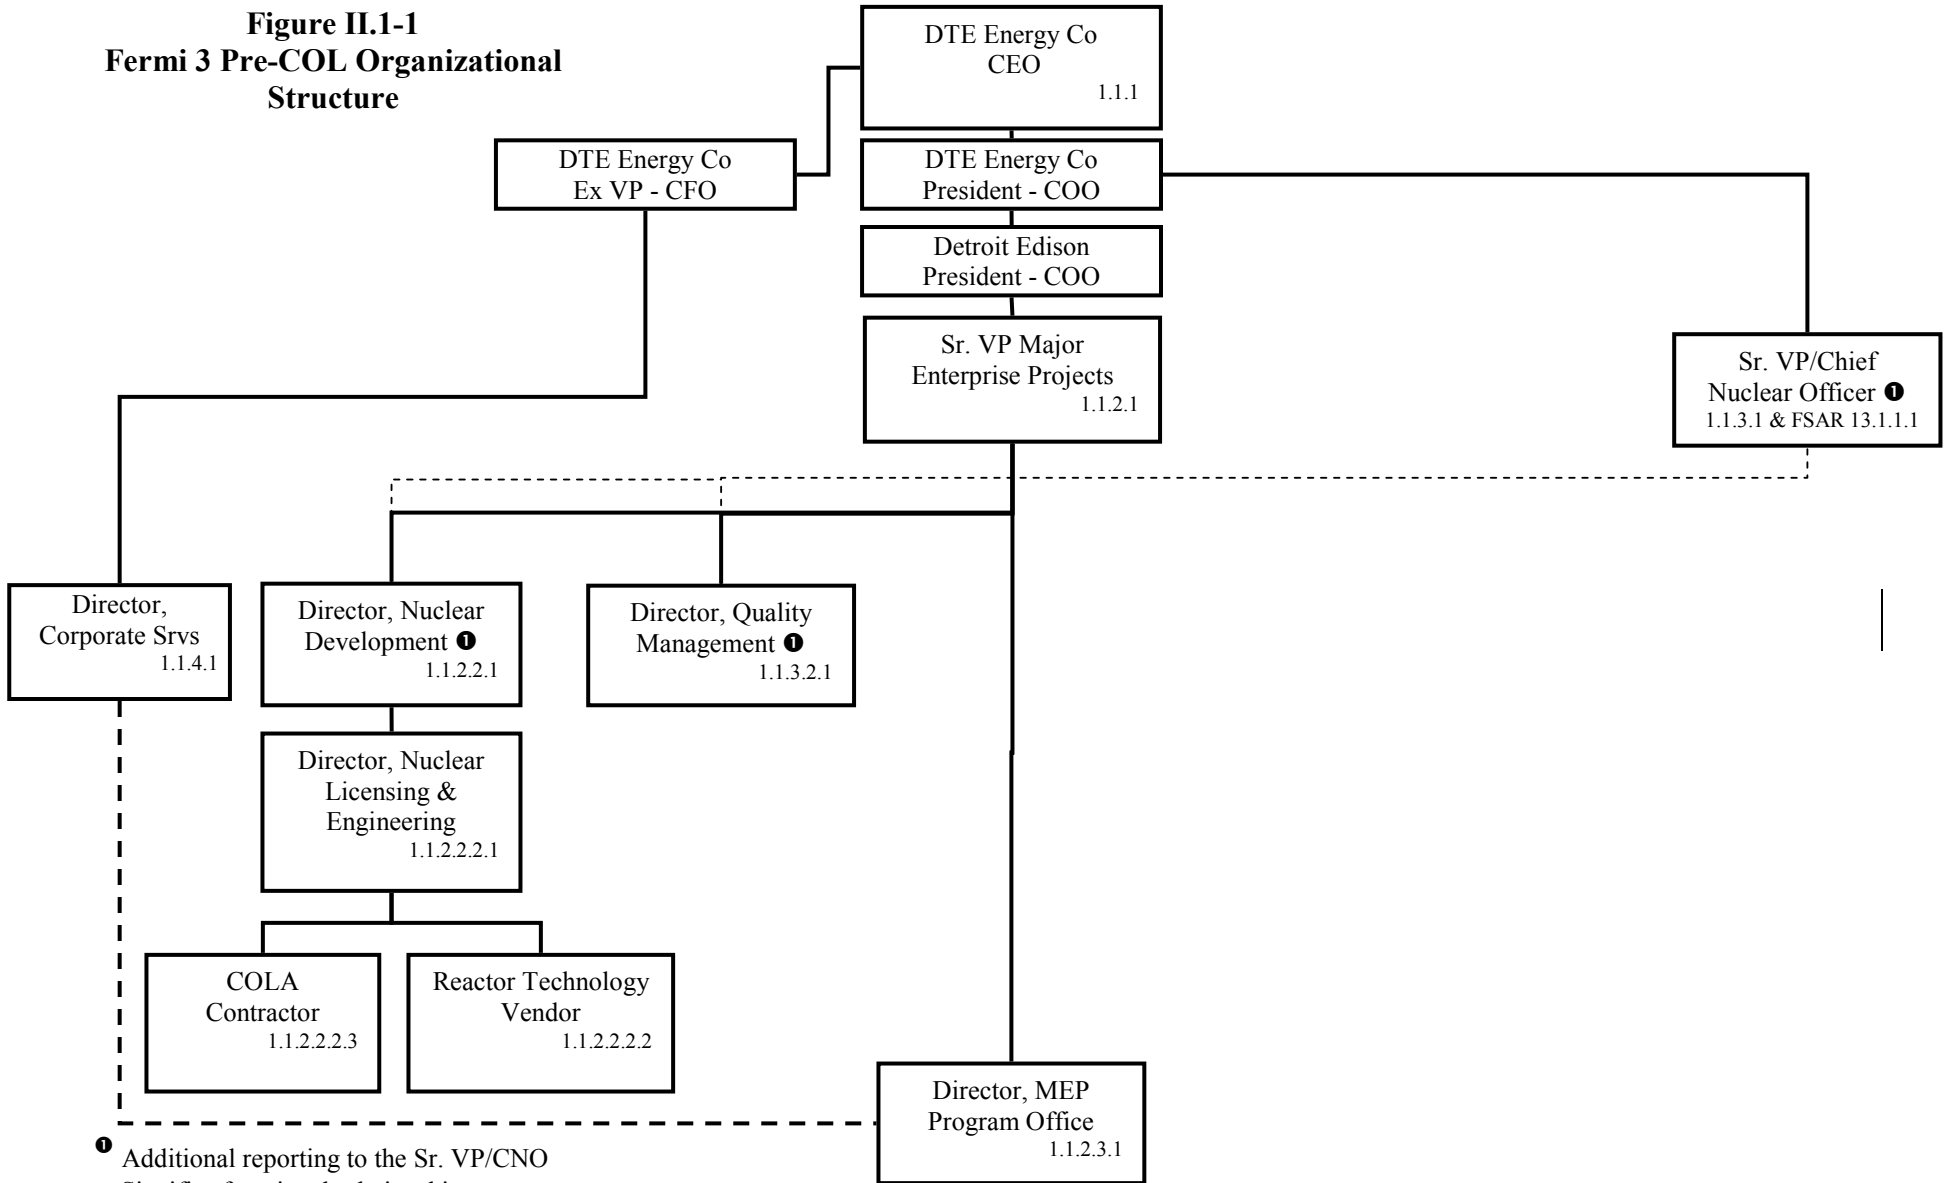 Figure II.1-1
Fermi 3 Pre-COL Organizational
Structure
DTE Energy Co
CEO
1.1.1
DTE Energy Co
Ex VP - CFO
DTE Energy Co
President - COO
Detroit Edison
President - COO
Sr. VP Major
Enterprise Projects
1.1.2.1
Sr. VP/Chief
Nuclear Officer ❶
1.1.3.1 & FSAR 13.1.1.1
Director,
Corporate Srvs
1.1.4.1
Director, Nuclear
Development ❶
1.1.2.2.1
Director, Quality
Management ❶
1.1.3.2.1
Director, Nuclear
Licensing &
Engineering
1.1.2.2.2.1
COLA
Contractor
1.1.2.2.2.3
Reactor Technology
Vendor
1.1.2.2.2.2
Director, MEP
Program Office
1.1.2.3.1
❶ Additional reporting to the Sr. VP/CNO